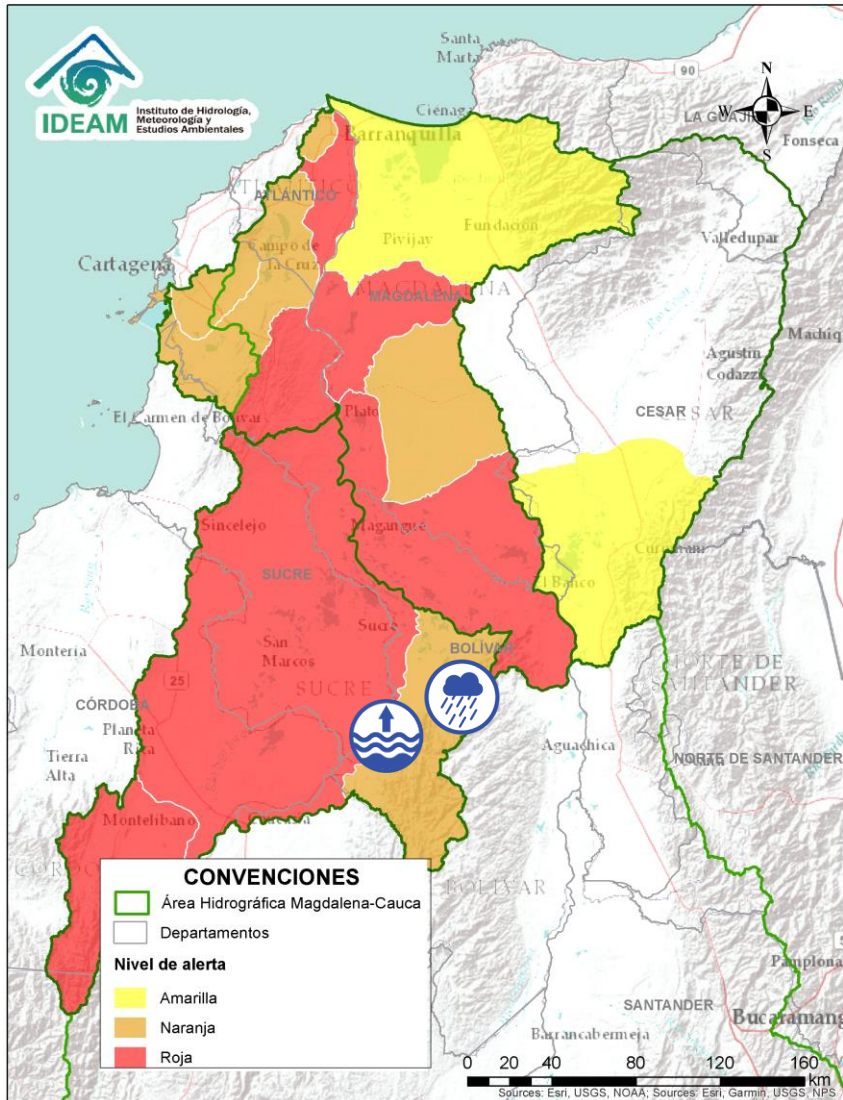 IDEAM
Instituto de Hidrología,
Meteorología y
Estudios Ambientales
Santa
Marta
90
N
W
E
S
LA GUAJI
Ciénaga
Barranquilla
Fonseca
ATLÁNTICO
Fundación
Valledupar
Pivijay
Campo de
la Cruz
Cartagena
MAGDALENA
Machiq
Agustín
Codazzi
CESAR
CESAR
Plato
El Carmen de Bolívar
Sincelejo
Magangué
SUCRE
Curumaní
El Banco
Sucre
BOLÍVAR
Montería
San
Marcos
25
SUCRE
NORTE DE
SANTANDER
CÓRDOBA
Planeta
Rica
Tierra
Alta
Aguachica
NORTE DE SANTANDER
Montelíbano
Caucasia
BOLÍVAR
CONVENCIONES
Área Hidrográfica Magdalena-Cauca
Departamentos
Nivel de alerta
Amarilla
Naranja
Roja
Pamplona
SANTANDER
Bucaramang
Barrancabermeja
0 20 40 80 120 160
km
Sources: Esri, USGS, NOAA; Sources: Esri, Garmin, USGS, NPS